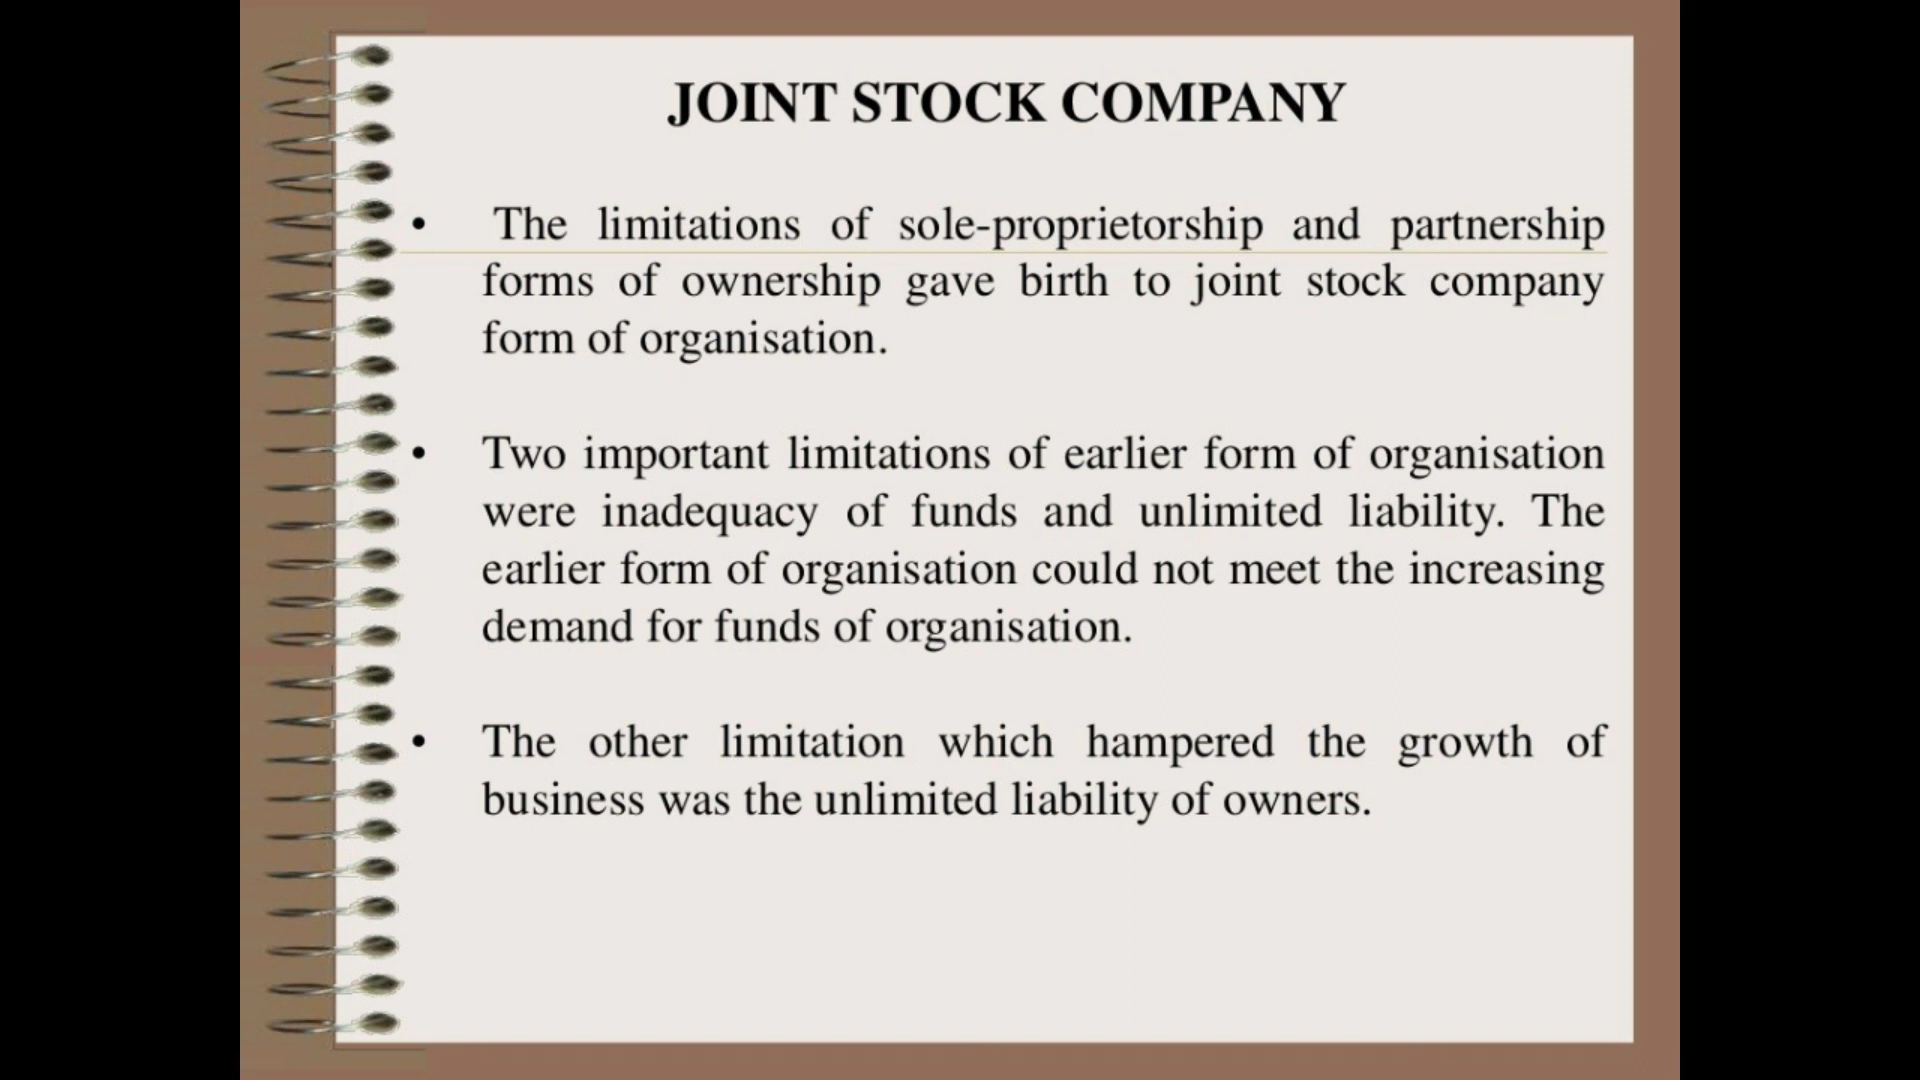 JOINT STOCK COMPANY
• The limitations of sole-proprietorship and partnership
forms of ownership gave birth to joint stock company
form of organisation.
• Two important limitations of earlier form of organisation
were inadequacy of funds and unlimited liability. The
earlier form of organisation could not meet the increasing
demand for funds of organisation.
• The other limitation which hampered the growth of
business was the unlimited liability of owners.